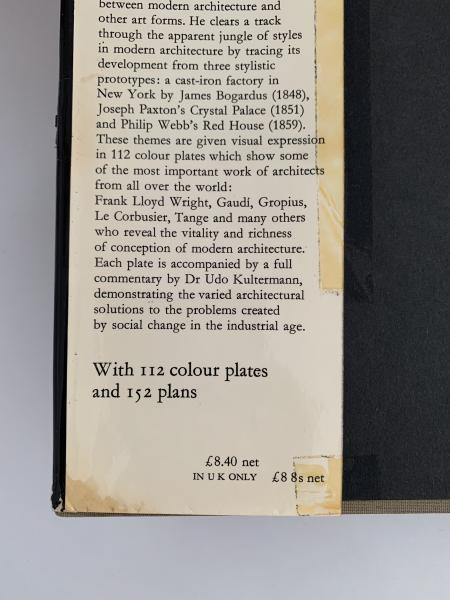 between modern architecture and
other art forms. He clears a track
through the apparent jungle of styles
in modern architecture by tracing its
development from three stylistic
prototypes: a cast-iron factory in
New York by James Bogardus (1848),
Joseph Paxton's Crystal Palace (1851)
and Philip Webb's Red House (1859).
These themes are given visual expression
in 112 colour plates which show some
of the most important work of architects
from all over the world:
Frank Lloyd Wright, Gaudí, Gropius,
Le Corbusier, Tange and many others
who reveal the vitality and richness
of conception of modern architecture.
Each plate is accompanied by a full
commentary by Dr Udo Kultermann,
demonstrating the varied architectural
solutions to the problems created
by social change in the industrial age.
With 112 colour plates
and 152 plans
£8.40 net
IN U K ONLY £8 8s net